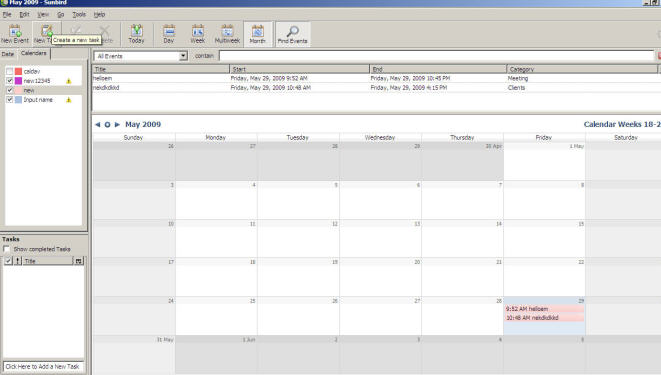 May 2009 - Sunbird
File Edit View Go Tools Help
New Event Create a new task Today Day Week Multiweek Month Find Events
Date Calendars
All Events contain
Title Start End Category
helloem Friday, May 29, 2009 9:52 AM Friday, May 29, 2009 10:45 PM Meeting
nekdkdkkd Friday, May 29, 2009 10:48 AM Friday, May 29, 2009 4:15 PM Clients
caldav
new12345
new
Input name
May 2009 Calendar Weeks 18-2
Sunday Monday Tuesday Wednesday Thursday Friday Saturday
26 27 28 29 30 Apr 1 May
3 4 5 6 7 8
10 11 12 13 14 15
17 18 19 20 21 22
24 25 26 27 28 29
9:52 AM helloem
10:48 AM nekdkdkkd
31 May 1 Jun 2 3 4 5
Tasks
Show completed Tasks
Title
Click Here to Add a New Task